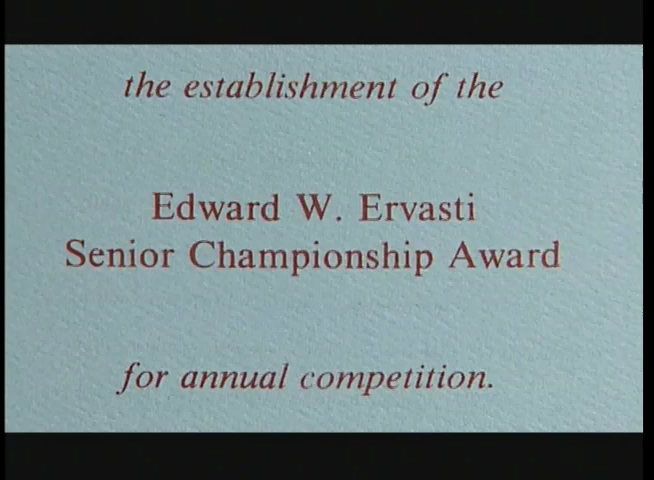 the establishment of the
Edward W. Ervasti
Senior Championship Award
for annual competition.